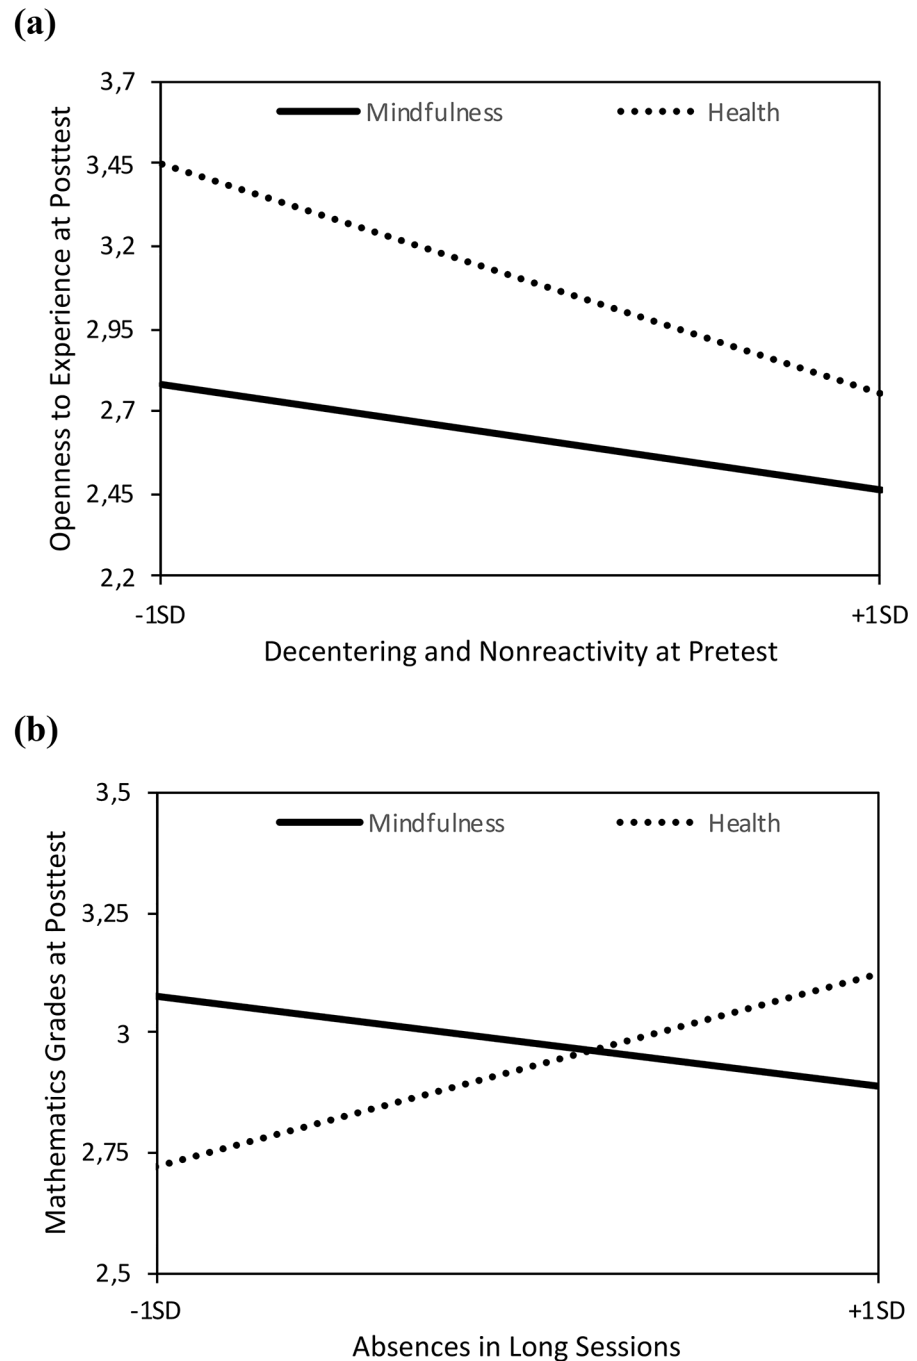 (a)
Openness to Experience at Posttest
3,7
3,45
3,2
2,95
2,7
2,45
2,2
Mindfulness Health
-1SD +1SD
Decentering and Nonreactivity at Pretest
(b)
Mathematics Grades at Posttest
3,5
3,25
3
2,75
2,5
Mindfulness Health
-1SD +1SD
Absences in Long Sessions